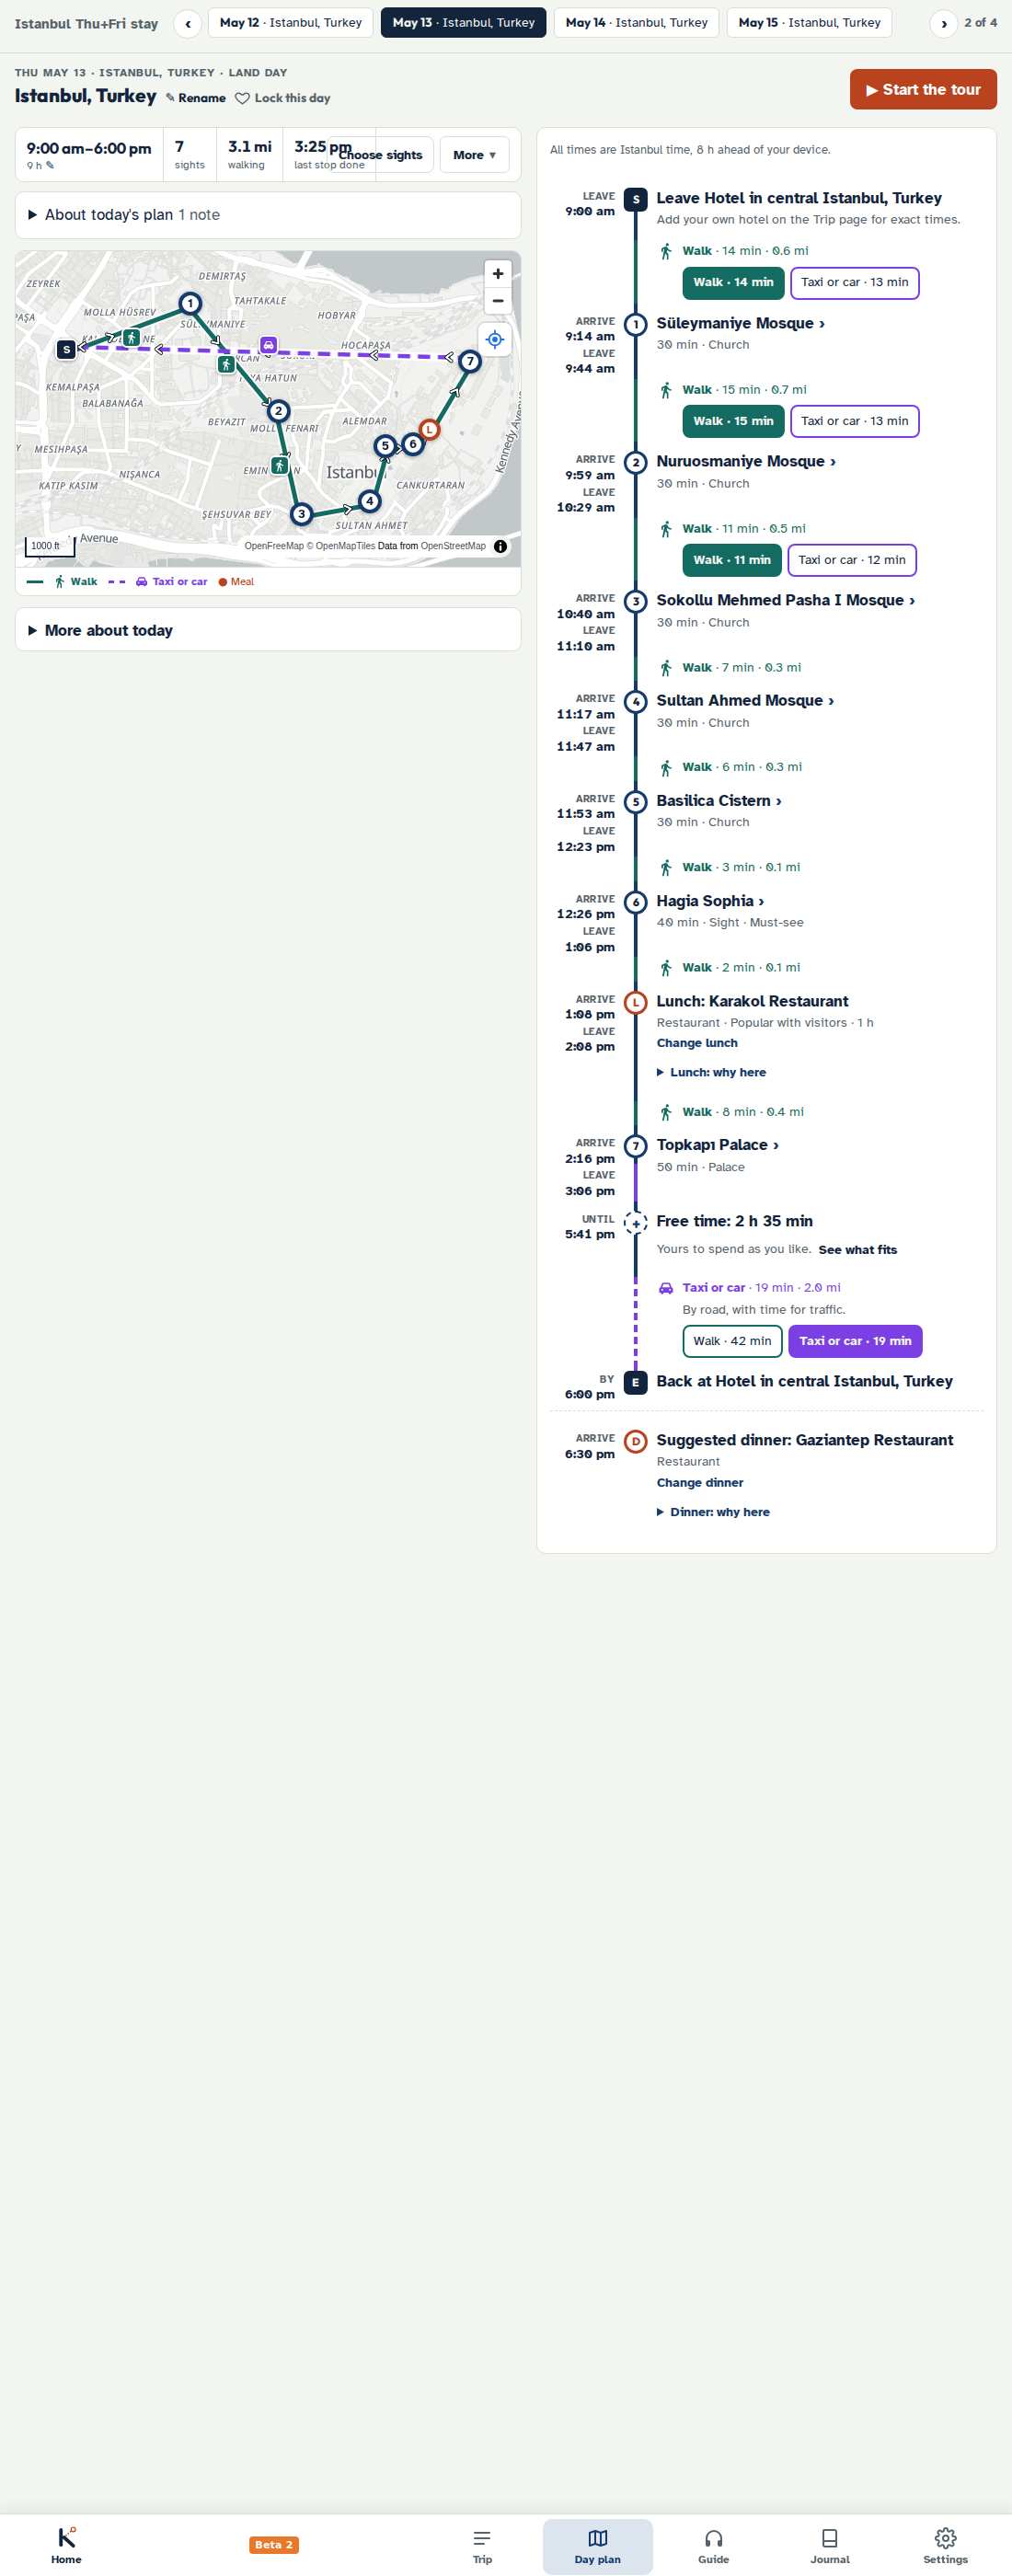 Istanbul Thu+Fri stay
‹
May 12 · Istanbul, Turkey
May 13 · Istanbul, Turkey
May 14 · Istanbul, Turkey
May 15 · Istanbul, Turkey
›
2 of 4
THU MAY 13 · ISTANBUL, TURKEY · LAND DAY
Istanbul, Turkey ✎ Rename ♡ Lock this day
▶ Start the tour
9:00 am–6:00 pm
9 h ✎
7
sights
3.1 mi
walking
3:25 pm
last stop done
Choose sights
More ▾
▶ About today's plan 1 note
ZEYREK
DEMIRTAŞ
MOLLA HÜSREV
TAHTAKALE
HOBYAR
HOCAPAŞA
KEMALPAŞA
BALABANAĞA
BEYAZIT
ALEMDAR
MESIHPAŞA
NIŞANCA
KATIP KASIM
CANKURTARAN
ŞEHSUVAR BEY
SULTAN AHMET
Avenue
1000 ft
S
1
2
3
4
5
6
L
7
+
−
OpenFreeMap © OpenMapTiles Data from OpenStreetMap
Walk
Taxi or car
Meal
▶ More about today
All times are Istanbul time, 8 h ahead of your device.
LEAVE
9:00 am
S
Leave Hotel in central Istanbul, Turkey
Add your own hotel on the Trip page for exact times.
Walk · 14 min · 0.6 mi
Walk · 14 min
Taxi or car · 13 min
ARRIVE
9:14 am
LEAVE
9:44 am
1
Süleymaniye Mosque ›
30 min · Church
Walk · 15 min · 0.7 mi
Walk · 15 min
Taxi or car · 13 min
ARRIVE
9:59 am
LEAVE
10:29 am
2
Nuruosmaniye Mosque ›
30 min · Church
Walk · 11 min · 0.5 mi
Walk · 11 min
Taxi or car · 12 min
ARRIVE
10:40 am
LEAVE
11:10 am
3
Sokollu Mehmed Pasha I Mosque ›
30 min · Church
Walk · 7 min · 0.3 mi
ARRIVE
11:17 am
LEAVE
11:47 am
4
Sultan Ahmed Mosque ›
30 min · Church
Walk · 6 min · 0.3 mi
ARRIVE
11:53 am
LEAVE
12:23 pm
5
Basilica Cistern ›
30 min · Church
Walk · 3 min · 0.1 mi
ARRIVE
12:26 pm
LEAVE
1:06 pm
6
Hagia Sophia ›
40 min · Sight · Must-see
Walk · 2 min · 0.1 mi
ARRIVE
1:08 pm
LEAVE
2:08 pm
L
Lunch: Karakol Restaurant
Restaurant · Popular with visitors · 1 h
Change lunch
▶ Lunch: why here
Walk · 8 min · 0.4 mi
ARRIVE
2:16 pm
LEAVE
3:06 pm
7
Topkapı Palace ›
50 min · Palace
UNTIL
5:41 pm
+
Free time: 2 h 35 min
Yours to spend as you like. See what fits
Taxi or car · 19 min · 2.0 mi
By road, with time for traffic.
Walk · 42 min
Taxi or car · 19 min
BY
6:00 pm
E
Back at Hotel in central Istanbul, Turkey
ARRIVE
6:30 pm
D
Suggested dinner: Gaziantep Restaurant
Restaurant
Change dinner
▶ Dinner: why here
Home
Beta 2
Trip
Day plan
Guide
Journal
Settings